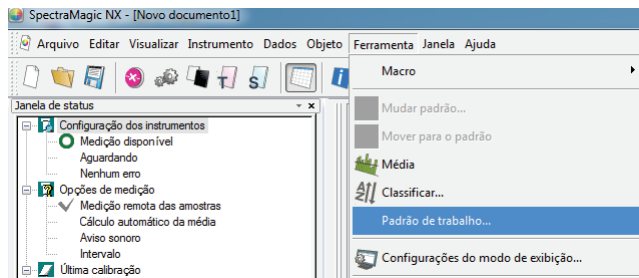 SpectraMagic NX - [Novo documento1]
Arquivo Editar Visualizar Instrumento Dados Objeto Ferramenta Janela Ajuda
Macro
Janela de status
Mudar padrão...
Configuração dos instrumentos
Mover para o padrão
Medição disponível
Aguardando
Média
Nenhum erro
Opções de medição
Classificar...
Medição remota das amostras
Cálculo automático da média
Padrão de trabalho...
Aviso sonoro
Intervalo
Configurações do modo de exibição...
Última calibração